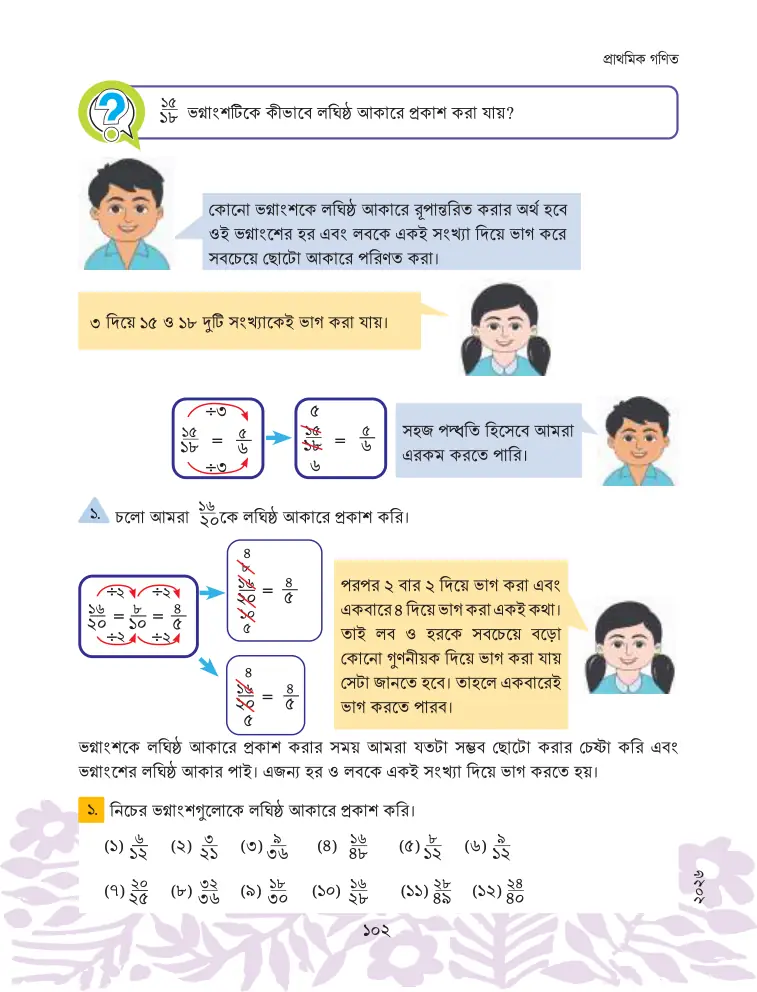 প্রাথমিক গণিত
১৫/১৮ ভগ্নাংশটিকে কীভাবে লঘিষ্ঠ আকারে প্রকাশ করা যায়?
কোনো ভগ্নাংশকে লঘিষ্ঠ আকারে রূপান্তরিত করার অর্থ হবে
ওই ভগ্নাংশের হর এবং লবকে একই সংখ্যা দিয়ে ভাগ করে
সবচেয়ে ছোটো আকারে পরিণত করা।
৩ দিয়ে ১৫ ও ১৮ দুটি সংখ্যাকেই ভাগ করা যায়।
÷৩
১৫/১৮ = ৫/৬
÷৩
৫
১৫/১৮ = ৫/৬
৬
সহজ পদ্ধতি হিসেবে আমরা
এরকম করতে পারি।
১. চলো আমরা ১৬/২০কে লঘিষ্ঠ আকারে প্রকাশ করি।
÷২ ÷২
১৬/২০ = ৮/১০ = ৪/৫
÷২ ÷২
৪
৮
১৬/২০ = ৪/৫
১০
৫
৪
১৬/২০ = ৪/৫
৫
পরপর ২ বার ২ দিয়ে ভাগ করা এবং
একবারে ৪ দিয়ে ভাগ করা একই কথা।
তাই লব ও হরকে সবচেয়ে বড়ো
কোনো গুণনীয়ক দিয়ে ভাগ করা যায়
সেটা জানতে হবে। তাহলে একবারেই
ভাগ করতে পারব।
ভগ্নাংশকে লঘিষ্ঠ আকারে প্রকাশ করার সময় আমরা যতটা সম্ভব ছোটো করার চেষ্টা করি এবং
ভগ্নাংশের লঘিষ্ঠ আকার পাই। এজন্য হর ও লবকে একই সংখ্যা দিয়ে ভাগ করতে হয়।
১. নিচের ভগ্নাংশগুলোকে লঘিষ্ঠ আকারে প্রকাশ করি।
(১) ৬/১২ (২) ৩/২১ (৩) ৯/৩৬ (৪) ১৬/৪৮ (৫) ৮/১২ (৬) ৯/১২
(৭) ২০/২৫ (৮) ৩২/৩৬ (৯) ১৮/৩০ (১০) ১৬/২৮ (১১) ২৮/৪৯ (১২) ২৪/৪০
২০২৬
১০২